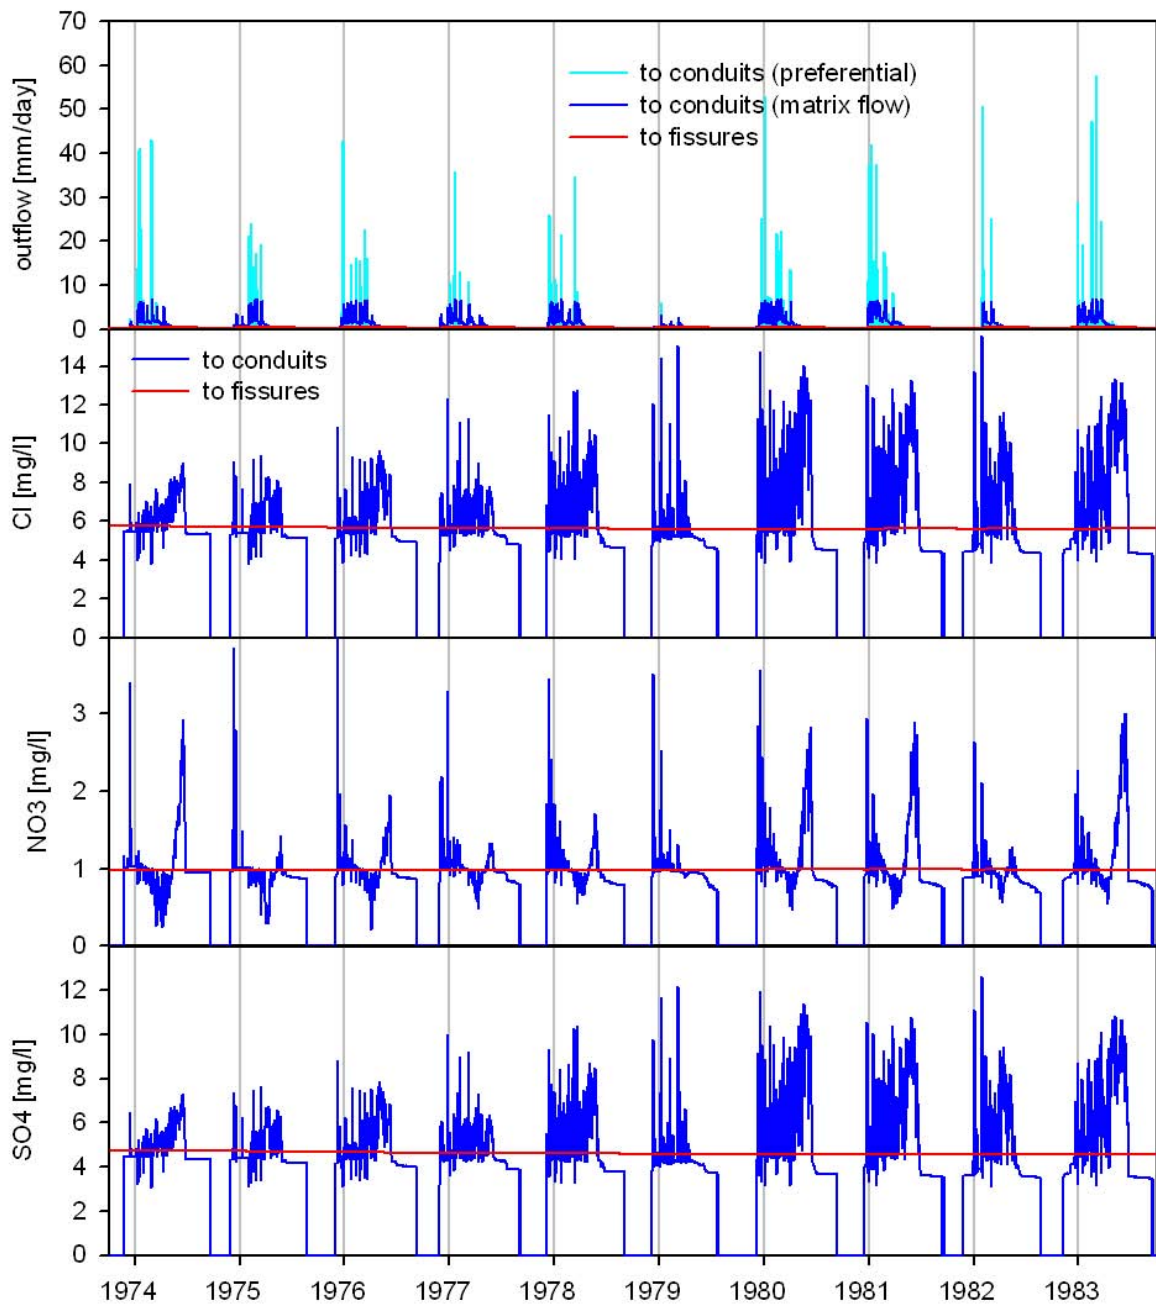 70
60
50
40
30
20
10
0
outflow [mm/day]
to conduits (preferential)
to conduits (matrix flow)
to fissures
14
12
10
8
6
4
2
0
Cl [mg/l]
to conduits
to fissures
3
2
1
0
NO3 [mg/l]
12
10
8
6
4
2
0
SO4 [mg/l]
1974 1975 1976 1977 1978 1979 1980 1981 1982 1983